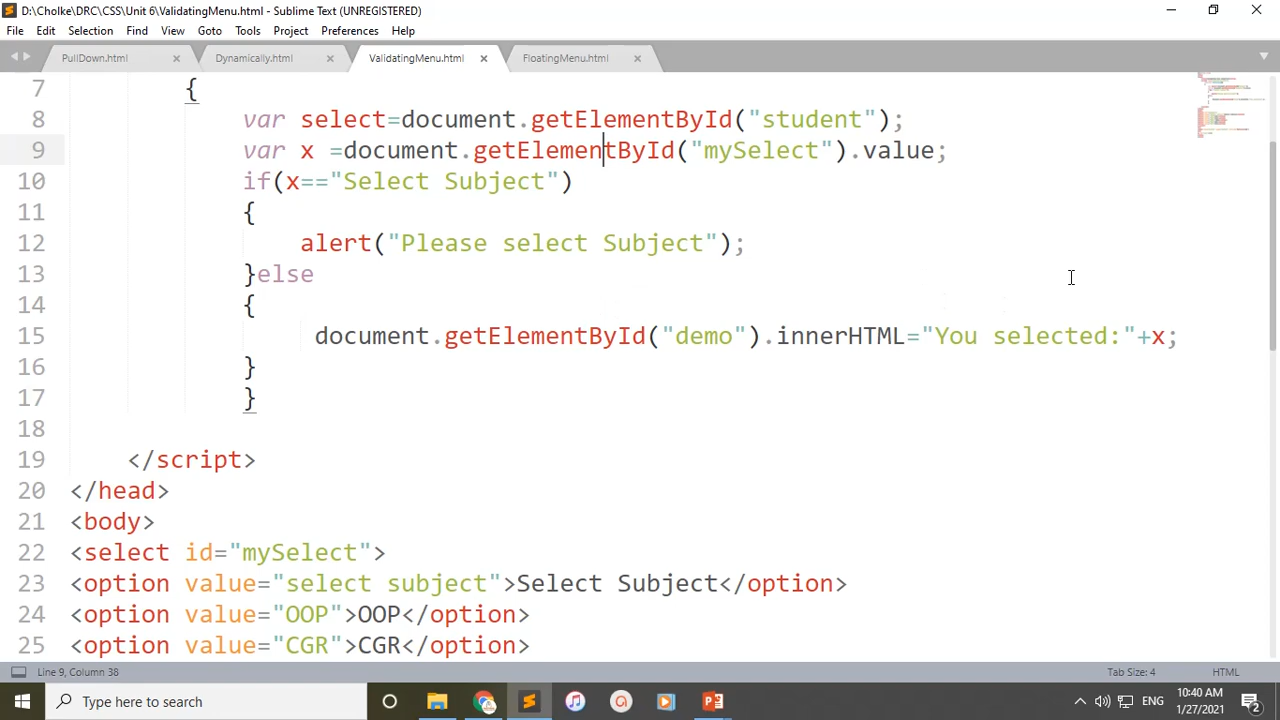 D:\Cholke\DRC\CSS\Unit 6\ValidatingMenu.html - Sublime Text (UNREGISTERED)
File Edit Selection Find View Goto Tools Project Preferences Help
PullDown.html Dynamically.html ValidatingMenu.html FloatingMenu.html
7 {
8 var select=document.getElementById("student");
9 var x =document.getElementById("mySelect").value;
10 if(x=="Select Subject")
11 {
12 alert("Please select Subject");
13 }else
14 {
15 document.getElementById("demo").innerHTML="You selected:"+x;
16 }
17 }
18
19 </script>
20 </head>
21 <body>
22 <select id="mySelect">
23 <option value="select subject">Select Subject</option>
24 <option value="OOP">OOP</option>
25 <option value="CGR">CGR</option>
Line 9, Column 38 Tab Size: 4 HTML
Type here to search ENG 10:40 AM
1/27/2021 2